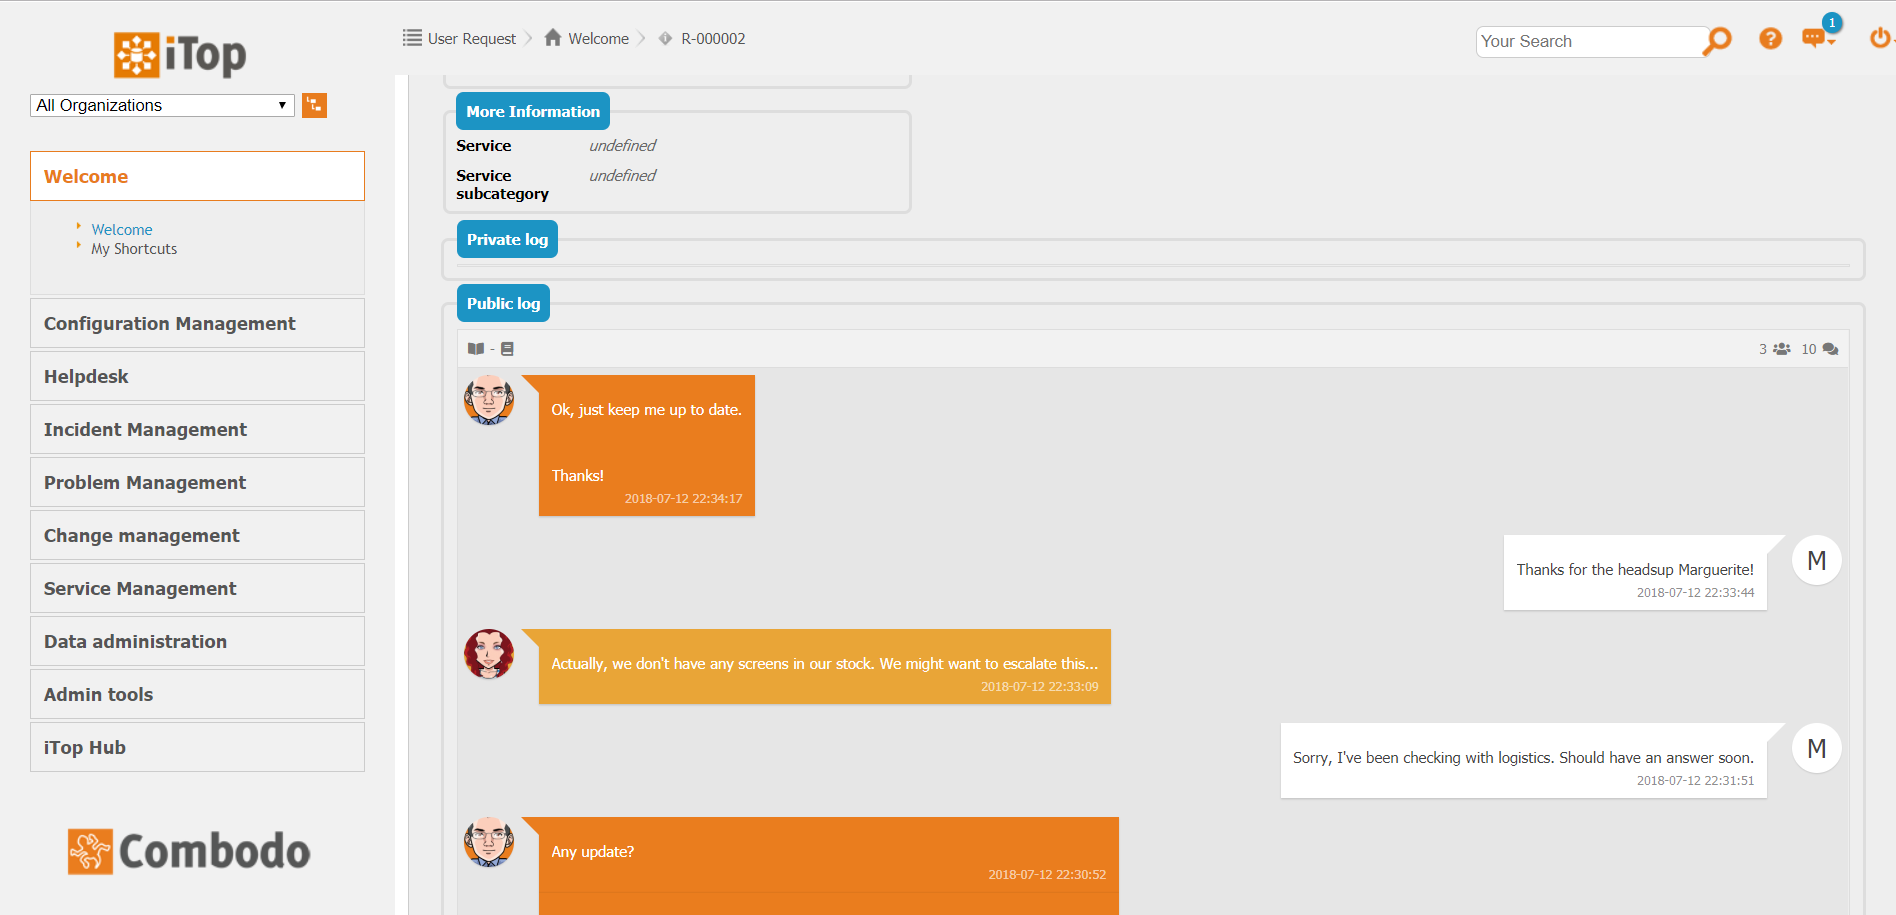 iTop
All Organizations
Welcome
Welcome
My Shortcuts
Configuration Management
Helpdesk
Incident Management
Problem Management
Change management
Service Management
Data administration
Admin tools
iTop Hub
Combodo
User Request
Welcome
R-000002
Your Search
?
1
More Information
Service undefined
Service
subcategory undefined
Private log
Public log
- 3 10
Ok, just keep me up to date.
Thanks!
2018-07-12 22:34:17
Thanks for the headsup Marguerite!
2018-07-12 22:33:44
M
Actually, we don't have any screens in our stock. We might want to escalate this...
2018-07-12 22:33:09
Sorry, I've been checking with logistics. Should have an answer soon.
2018-07-12 22:31:51
M
Any update?
2018-07-12 22:30:52